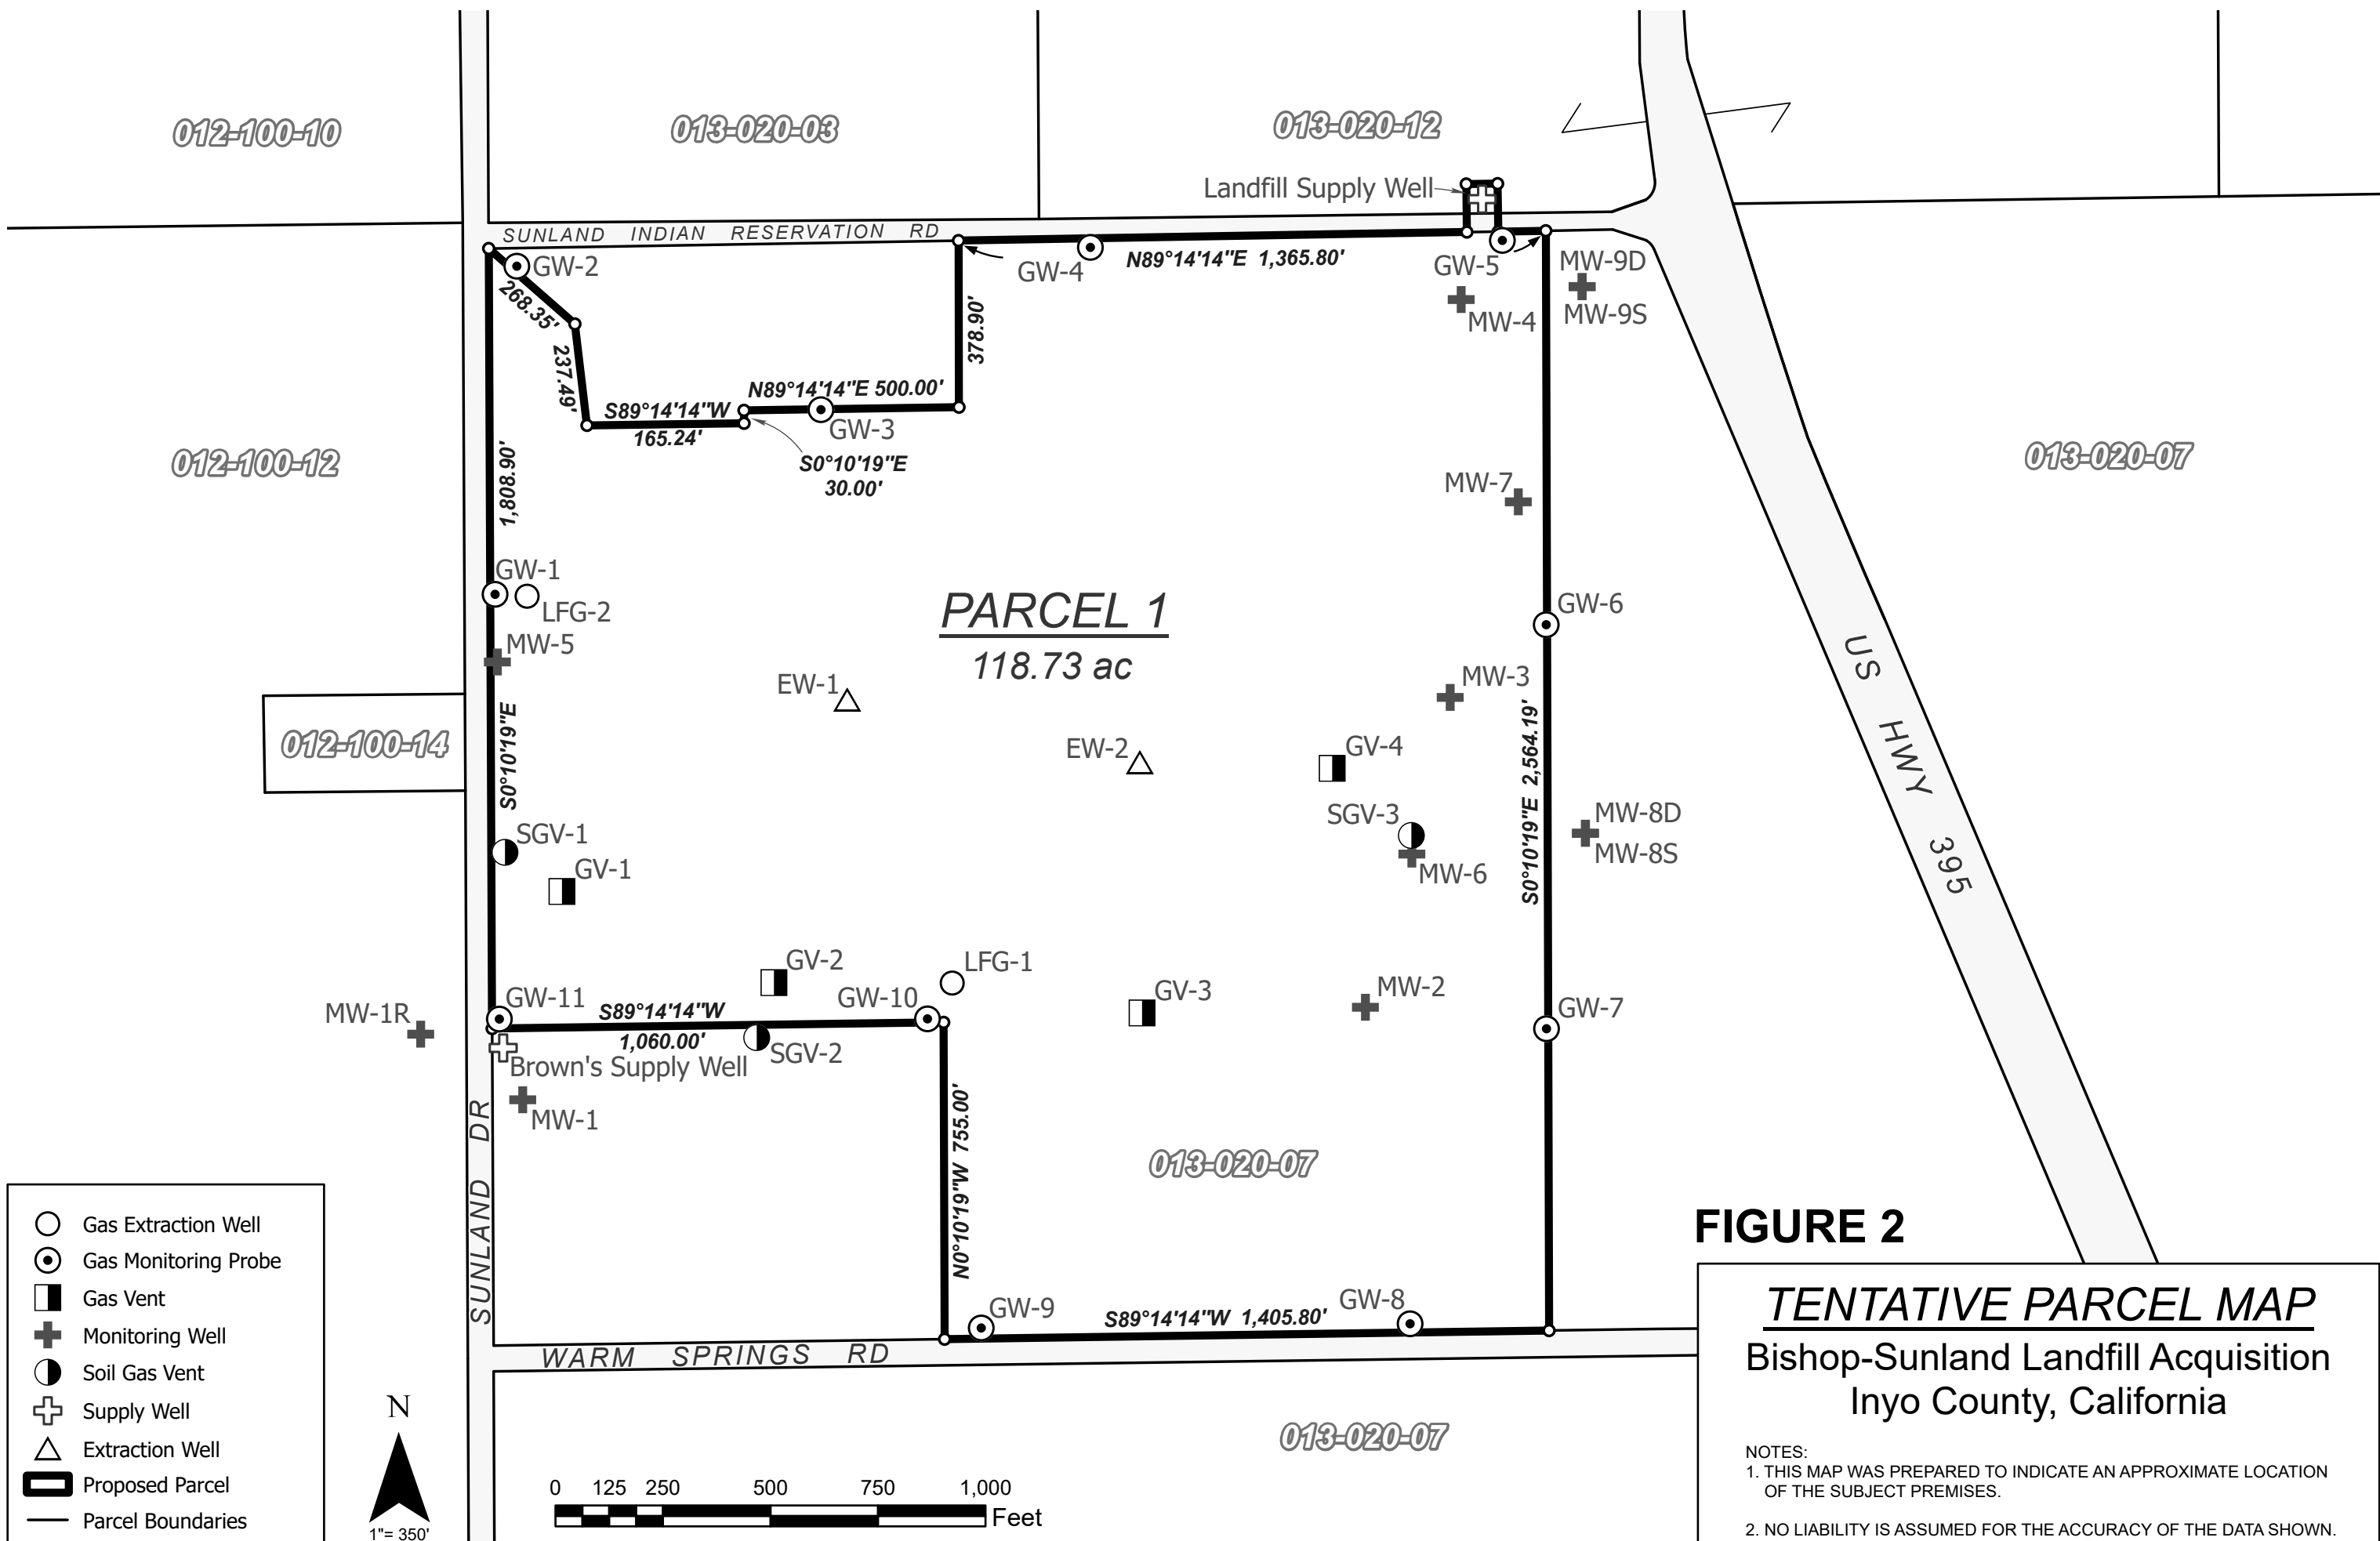 012-100-10
013-020-03
013-020-12
Landfill Supply Well
SUNLAND INDIAN RESERVATION RD
GW-2
268.35'
237.49'
GW-4
N89°14'14"E 1,365.80'
GW-5
MW-9D
MW-9S
MW-4
378.90'
N89°14'14"E 500.00'
S89°14'14"W
165.24'
GW-3
S0°10'19"E
30.00'
1,808.90'
012-100-12
013-020-07
MW-7
GW-1
LFG-2
MW-5
PARCEL 1
118.73 ac
GW-6
US HWY 395
EW-1
MW-3
S0°10'19"E
012-100-14
EW-2
GV-4
S0°10'19"E 2,564.19'
SGV-1
GV-1
SGV-3
MW-6
MW-8D
MW-8S
GV-2
LFG-1
GW-10
GV-3
MW-2
GW-7
MW-1R
GW-11
S89°14'14"W
1,060.00'
SGV-2
Brown's Supply Well
MW-1
SUNLAND DR
N0°10'19"W 755.00'
013-020-07
GW-9
S89°14'14"W 1,405.80'
GW-8
WARM SPRINGS RD
013-020-07
Gas Extraction Well
Gas Monitoring Probe
Gas Vent
Monitoring Well
Soil Gas Vent
Supply Well
Extraction Well
Proposed Parcel
Parcel Boundaries
N
1"= 350'
0 125 250 500 750 1,000
Feet
FIGURE 2
TENTATIVE PARCEL MAP
Bishop-Sunland Landfill Acquisition
Inyo County, California
NOTES:
1. THIS MAP WAS PREPARED TO INDICATE AN APPROXIMATE LOCATION
OF THE SUBJECT PREMISES.
2. NO LIABILITY IS ASSUMED FOR THE ACCURACY OF THE DATA SHOWN.